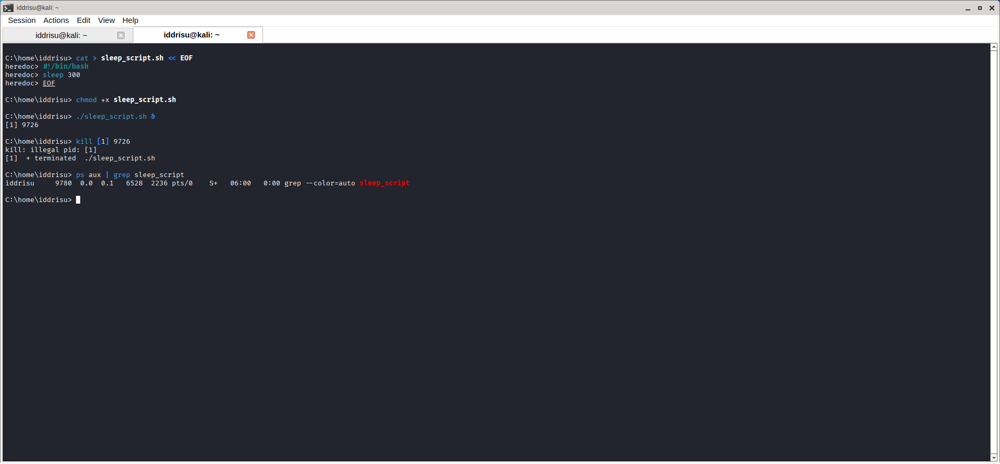 iddrisu@kali: ~
Session Actions Edit View Help
iddrisu@kali: ~ iddrisu@kali: ~
C:\home\iddrisu> cat > sleep_script.sh << EOF
heredoc> #!/bin/bash
heredoc> sleep 300
heredoc> EOF
C:\home\iddrisu> chmod +x sleep_script.sh
C:\home\iddrisu> ./sleep_script.sh &
[1] 9726
C:\home\iddrisu> kill [1] 9726
kill: illegal pid: [1]
[1]  + terminated  ./sleep_script.sh
C:\home\iddrisu> ps aux | grep sleep_script
iddrisu     9780  0.0  0.1   6528  2236 pts/0    S+   06:00   0:00 grep --color=auto sleep_script
C:\home\iddrisu>